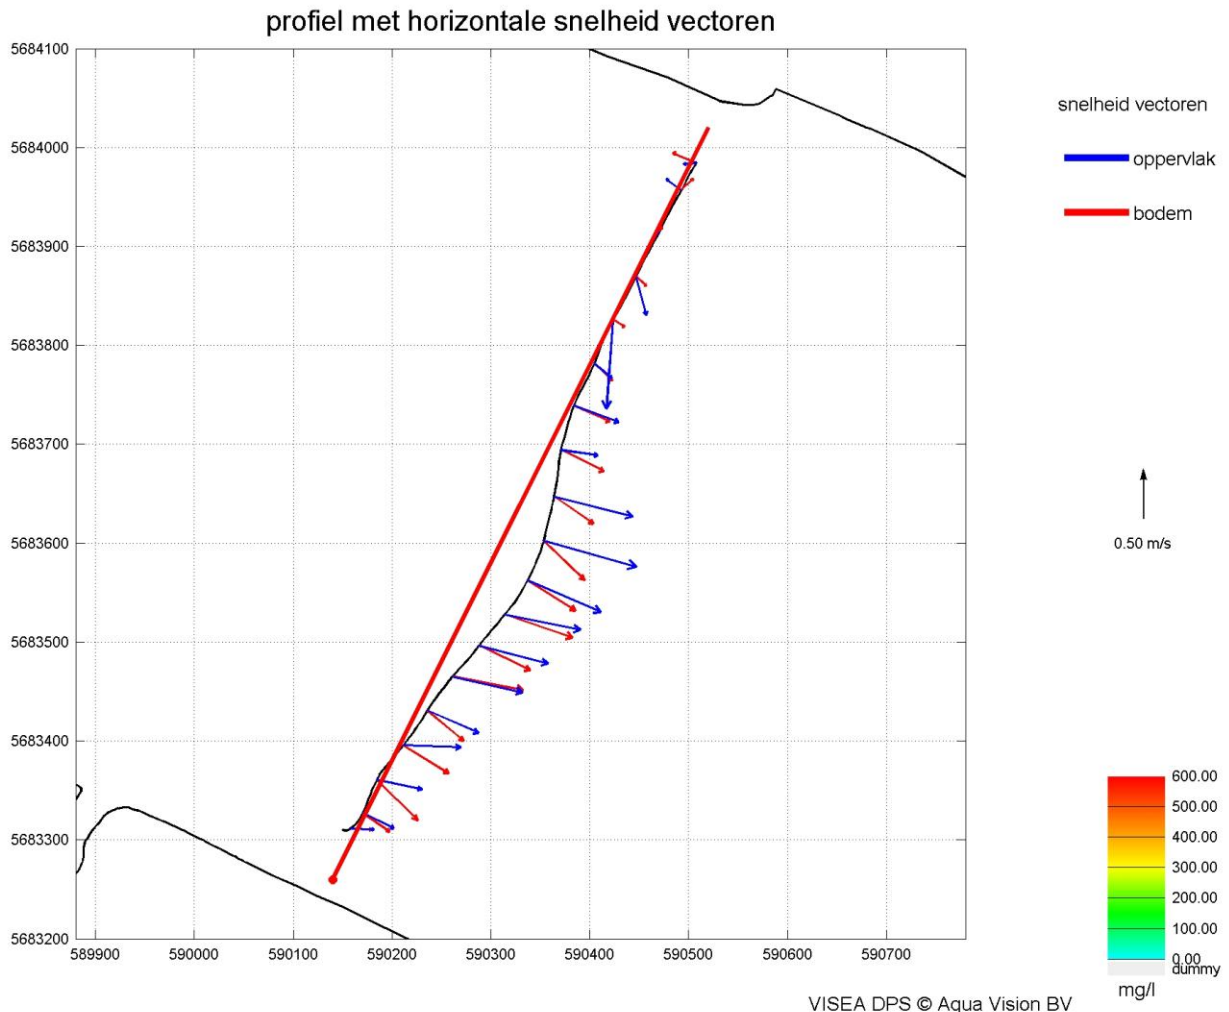 profiel met horizontale snelheid vectoren
5684100
5684000
5683900
5683800
5683700
5683600
5683500
5683400
5683300
5683200
589900 590000 590100 590200 590300 590400 590500 590600 590700
snelheid vectoren
oppervlak
bodem
0.50 m/s
600.00
500.00
400.00
300.00
200.00
100.00
0.00
dummy
mg/l
VISEA DPS © Aqua Vision BV